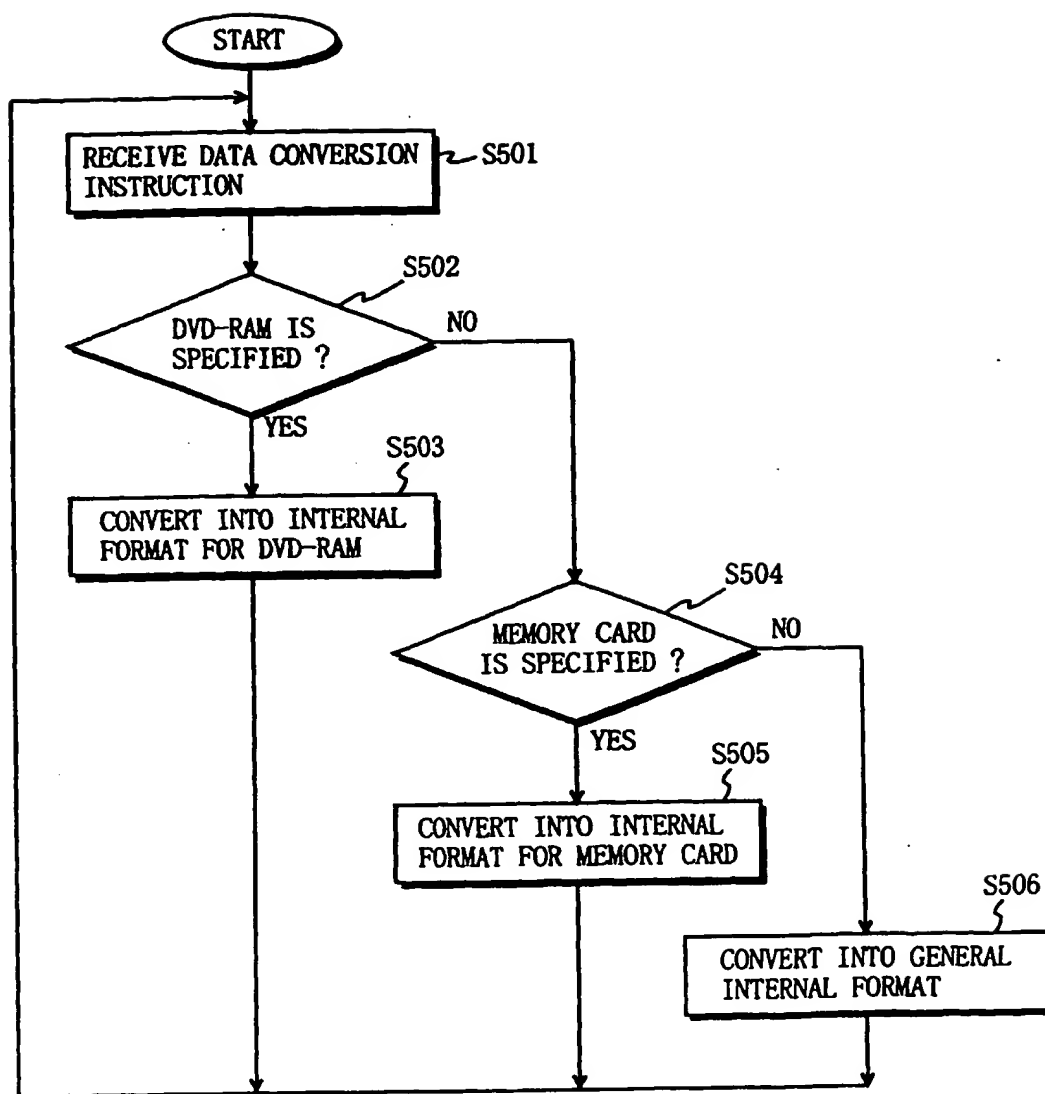 START
RECEIVE DATA CONVERSION
INSTRUCTION
S501
S502
DVD-RAM IS
SPECIFIED ?
NO
YES
S503
CONVERT INTO INTERNAL
FORMAT FOR DVD-RAM
S504
MEMORY CARD
IS SPECIFIED ?
NO
YES
S505
CONVERT INTO INTERNAL
FORMAT FOR MEMORY CARD
S506
CONVERT INTO GENERAL
INTERNAL FORMAT